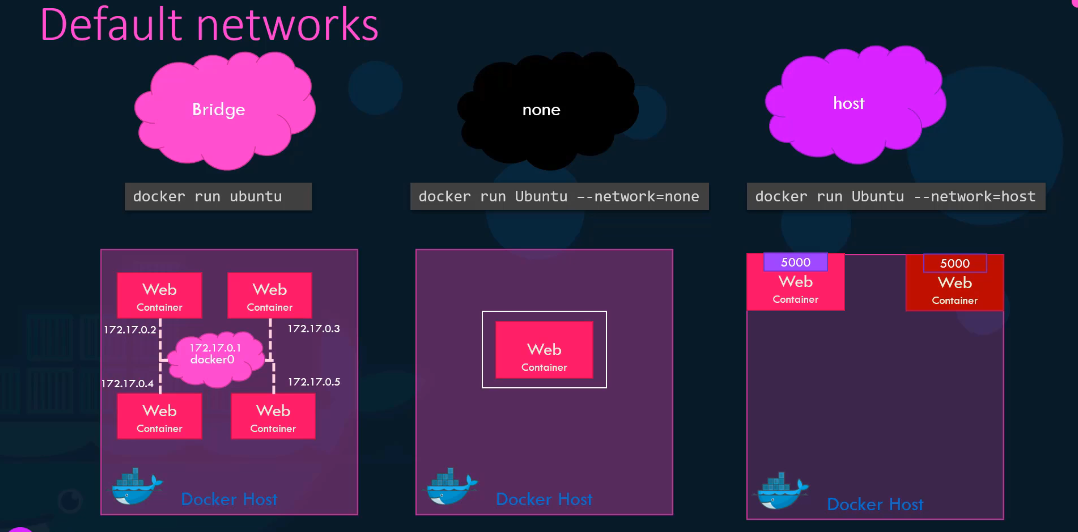 Default networks
Bridge
none
host
docker run ubuntu
docker run Ubuntu –-network=none
docker run Ubuntu --network=host
Web
Container
Web
Container
172.17.0.2
172.17.0.3
172.17.0.1
docker0
172.17.0.4
172.17.0.5
Web
Container
Web
Container
Docker Host
Web
Container
Docker Host
5000
Web
Container
5000
Web
Container
Docker Host